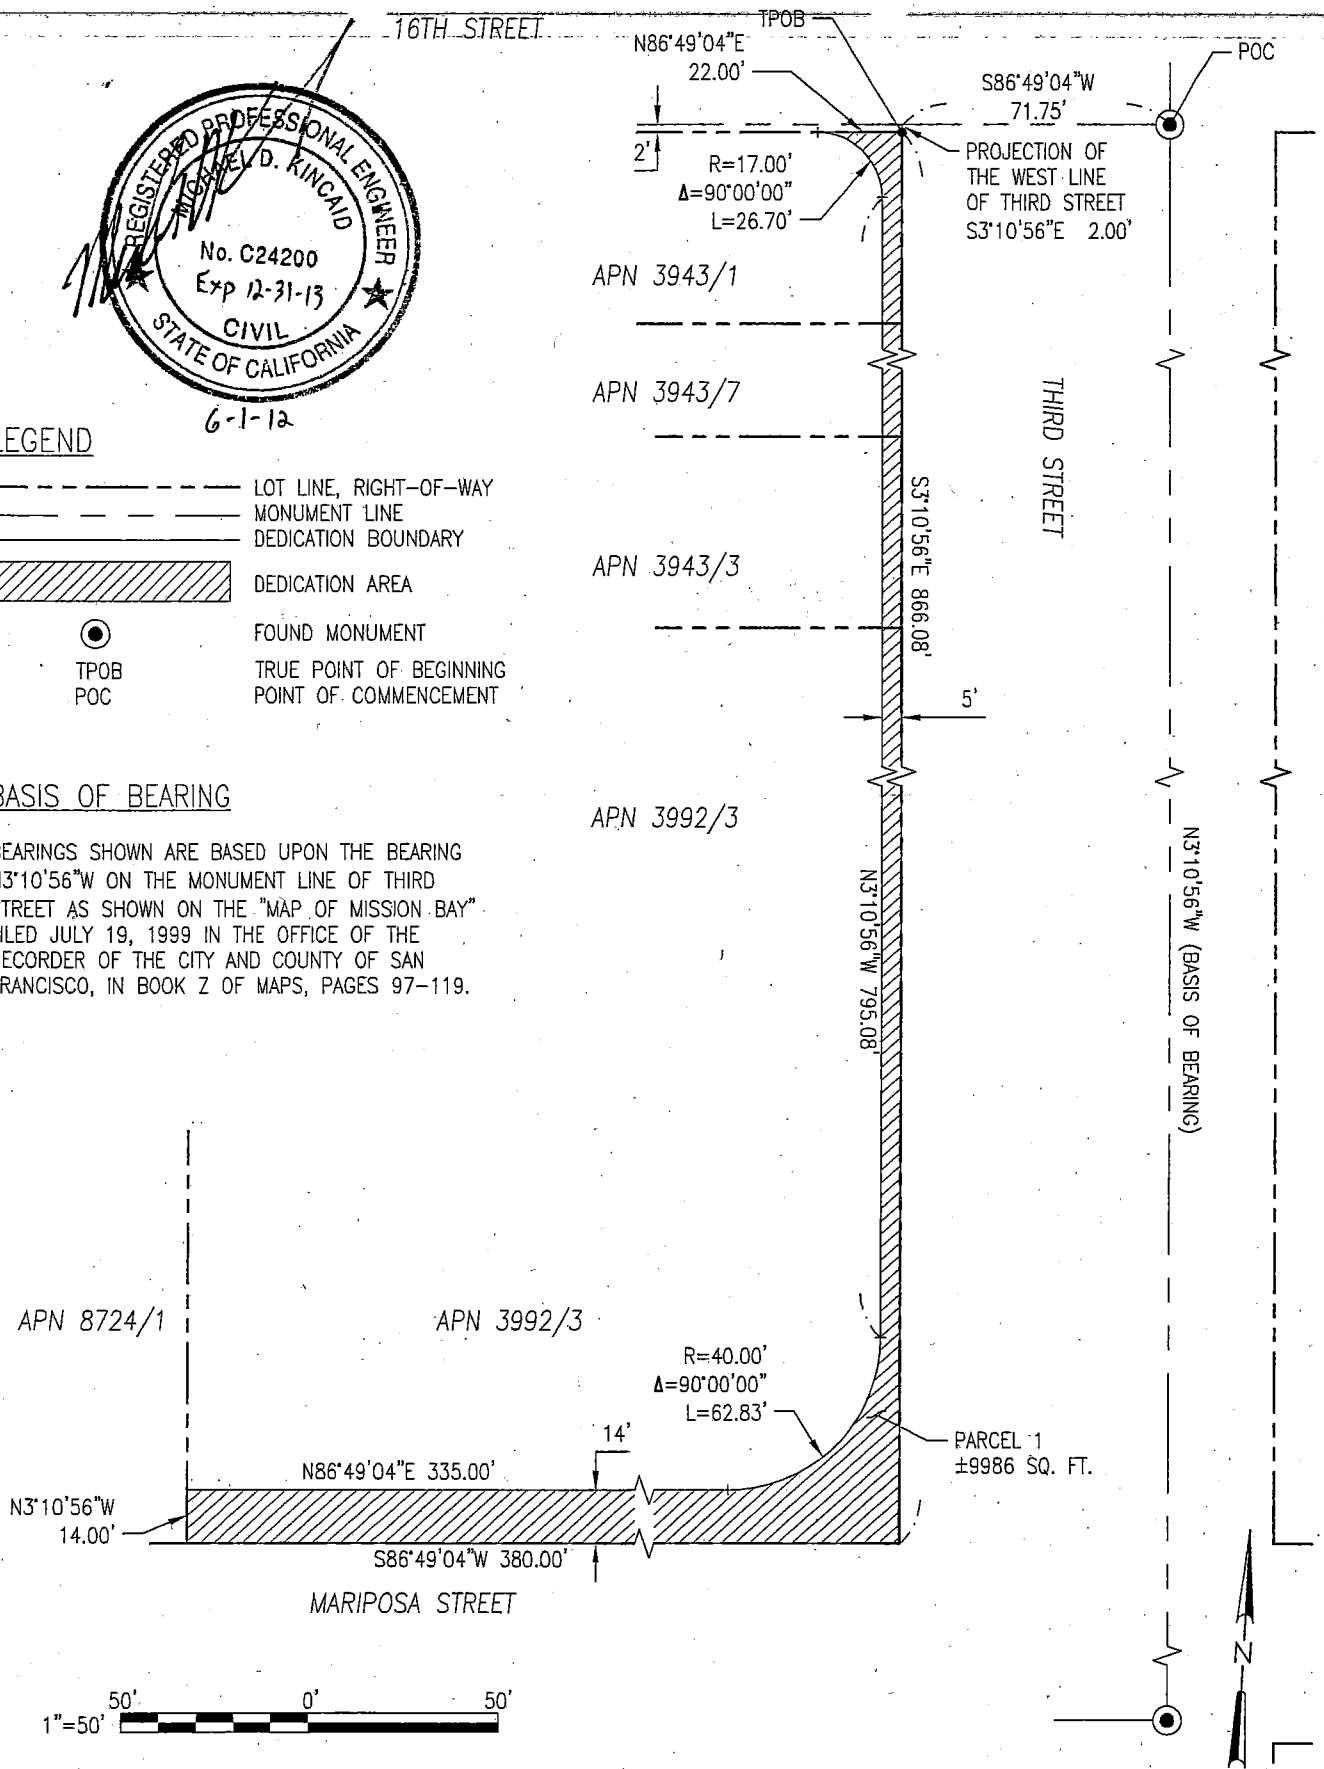 16TH STREET
TPOB
POC
N86°49'04"E
22.00'
S86°49'04"W
71.75'
2'
R=17.00'
Δ=90°00'00"
L=26.70'
PROJECTION OF
THE WEST LINE
OF THIRD STREET
S3°10'56"E 2.00'
REGISTERED PROFESSIONAL ENGINEER
MICHAEL D. KINCAID
No. C24200
Exp 12-31-13
CIVIL
STATE OF CALIFORNIA
6-1-12
APN 3943/1
APN 3943/7
APN 3943/3
APN 3992/3
THIRD STREET
S3°10'56"E 866.08'
5'
N3°10'56"W 795.08'
N3°10'56"W (BASIS OF BEARING)
LEGEND
LOT LINE, RIGHT-OF-WAY
MONUMENT LINE
DEDICATION BOUNDARY
DEDICATION AREA
FOUND MONUMENT
TPOB TRUE POINT OF BEGINNING
POC POINT OF COMMENCEMENT
BASIS OF BEARING
BEARINGS SHOWN ARE BASED UPON THE BEARING
N3°10'56"W ON THE MONUMENT LINE OF THIRD
STREET AS SHOWN ON THE "MAP OF MISSION BAY"
FILED JULY 19, 1999 IN THE OFFICE OF THE
RECORDER OF THE CITY AND COUNTY OF SAN
FRANCISCO, IN BOOK Z OF MAPS, PAGES 97-119.
APN 8724/1
APN 3992/3
R=40.00'
Δ=90°00'00"
L=62.83'
14'
PARCEL 1
±9986 SQ. FT.
N86°49'04"E 335.00'
N3°10'56"W
14.00'
S86°49'04"W 380.00'
MARIPOSA STREET
50' 0' 50'
1"=50'
N